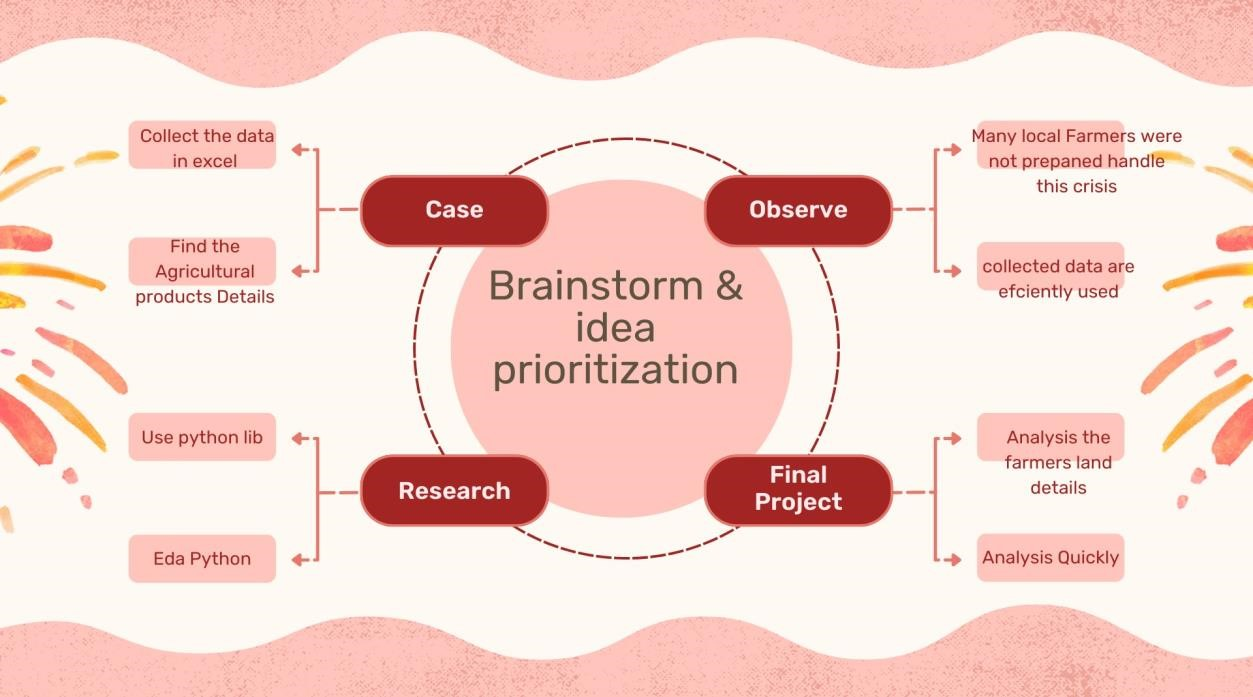 Collect the data
in excel
Find the
Agricultural
products Details
Case
Observe
Many local Farmers were
not prepaned handle
this crisis
collected data are
efciently used
Brainstorm &
idea
prioritization
Use python lib
Eda Python
Research
Final
Project
Analysis the
farmers land
details
Analysis Quickly